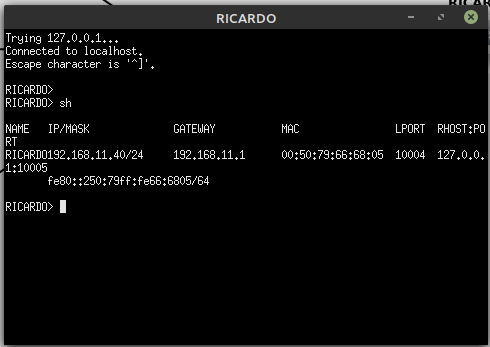 RICARDO
RICARDO
Trying 127.0.0.1...
Connected to localhost.
Escape character is '^]'.
RICARDO>
RICARDO> sh
NAME   IP/MASK              GATEWAY           MAC                LPORT  RHOST:PO
RT
RICARDO192.168.11.40/24     192.168.11.1      00:50:79:66:68:05  10004  127.0.0.
1:10005
       fe80::250:79ff:fe66:6805/64
RICARDO>